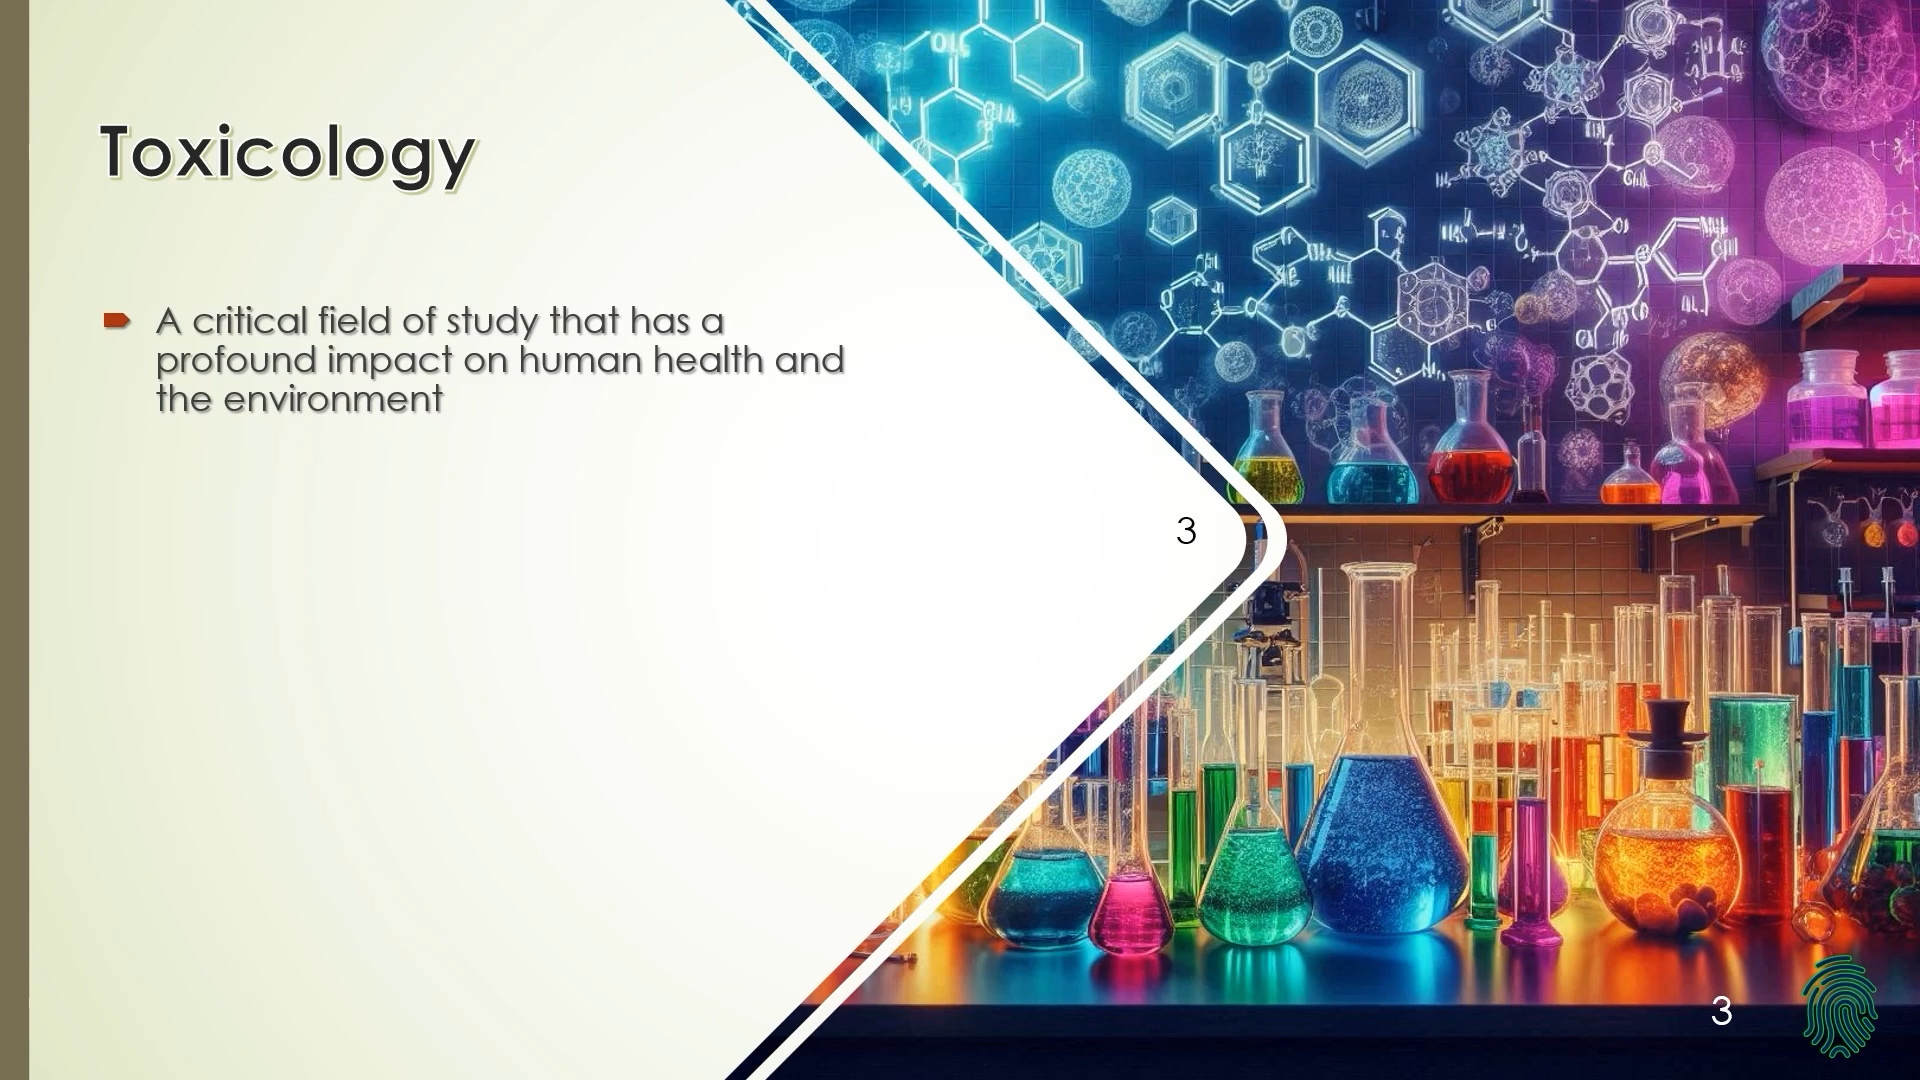 Toxicology
A critical field of study that has a
profound impact on human health and
the environment
3
3